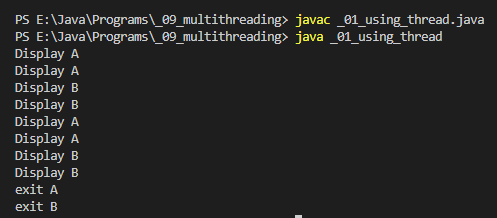 PS E:\Java\Programs\_09_multithreading> javac _01_using_thread.java
PS E:\Java\Programs\_09_multithreading> java _01_using_thread
Display A
Display A
Display B
Display B
Display A
Display A
Display B
Display B
exit A
exit B